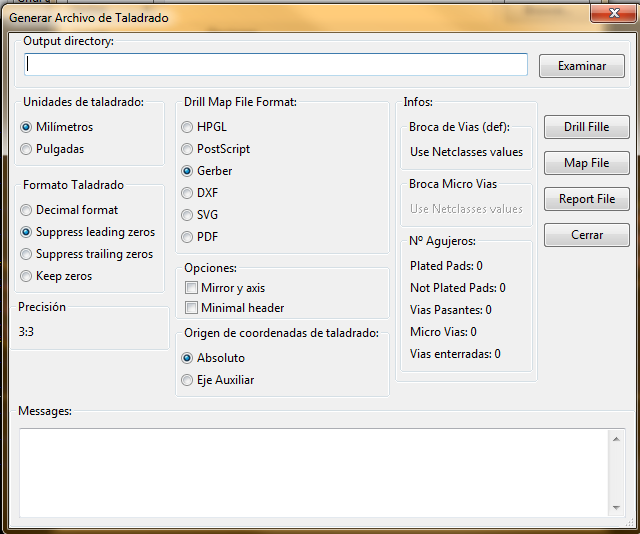 Generar Archivo de Taladrado
Output directory:
Examinar
Unidades de taladrado:
Milímetros
Pulgadas
Formato Taladrado
Decimal format
Suppress leading zeros
Suppress trailing zeros
Keep zeros
Precisión
3:3
Drill Map File Format:
HPGL
PostScript
Gerber
DXF
SVG
PDF
Opciones:
Mirror y axis
Minimal header
Origen de coordenadas de taladrado:
Absoluto
Eje Auxiliar
Infos:
Broca de Vias (def):
Use Netclasses values
Broca Micro Vias
Use Netclasses values
Nº Agujeros:
Plated Pads: 0
Not Plated Pads: 0
Vias Pasantes: 0
Micro Vias: 0
Vias enterradas: 0
Drill Fille
Map File
Report File
Cerrar
Messages: